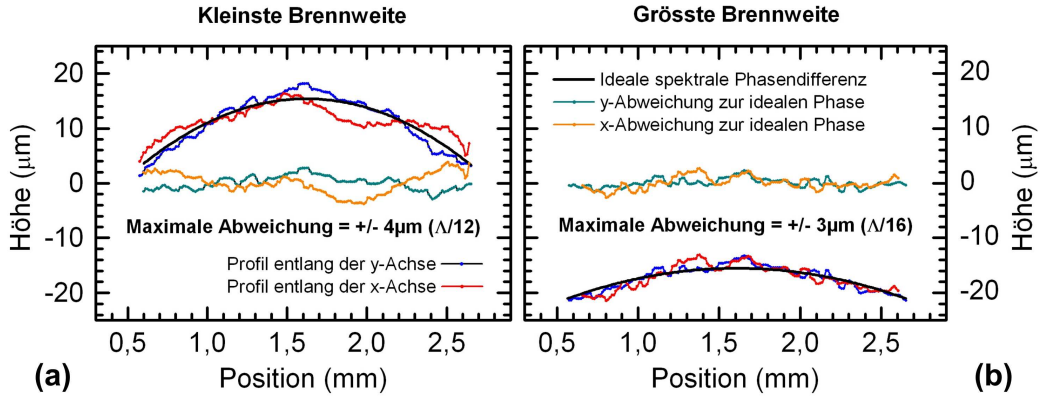 Kleinste Brennweite
Grösste Brennweite
(a)
(b)
Höhe (μm)
20
10
0
-10
-20
Maximale Abweichung = +/- 4μm (Λ/12)
Profil entlang der y-Achse
Profil entlang der x-Achse
0,5 1,0 1,5 2,0 2,5
Position (mm)
Ideale spektrale Phasendifferenz
y-Abweichung zur idealen Phase
x-Abweichung zur idealen Phase
Maximale Abweichung = +/- 3μm (Λ/16)
20
10
0
-10
-20
Höhe (μm)
0,5 1,0 1,5 2,0 2,5
Position (mm)
(a)
(b)